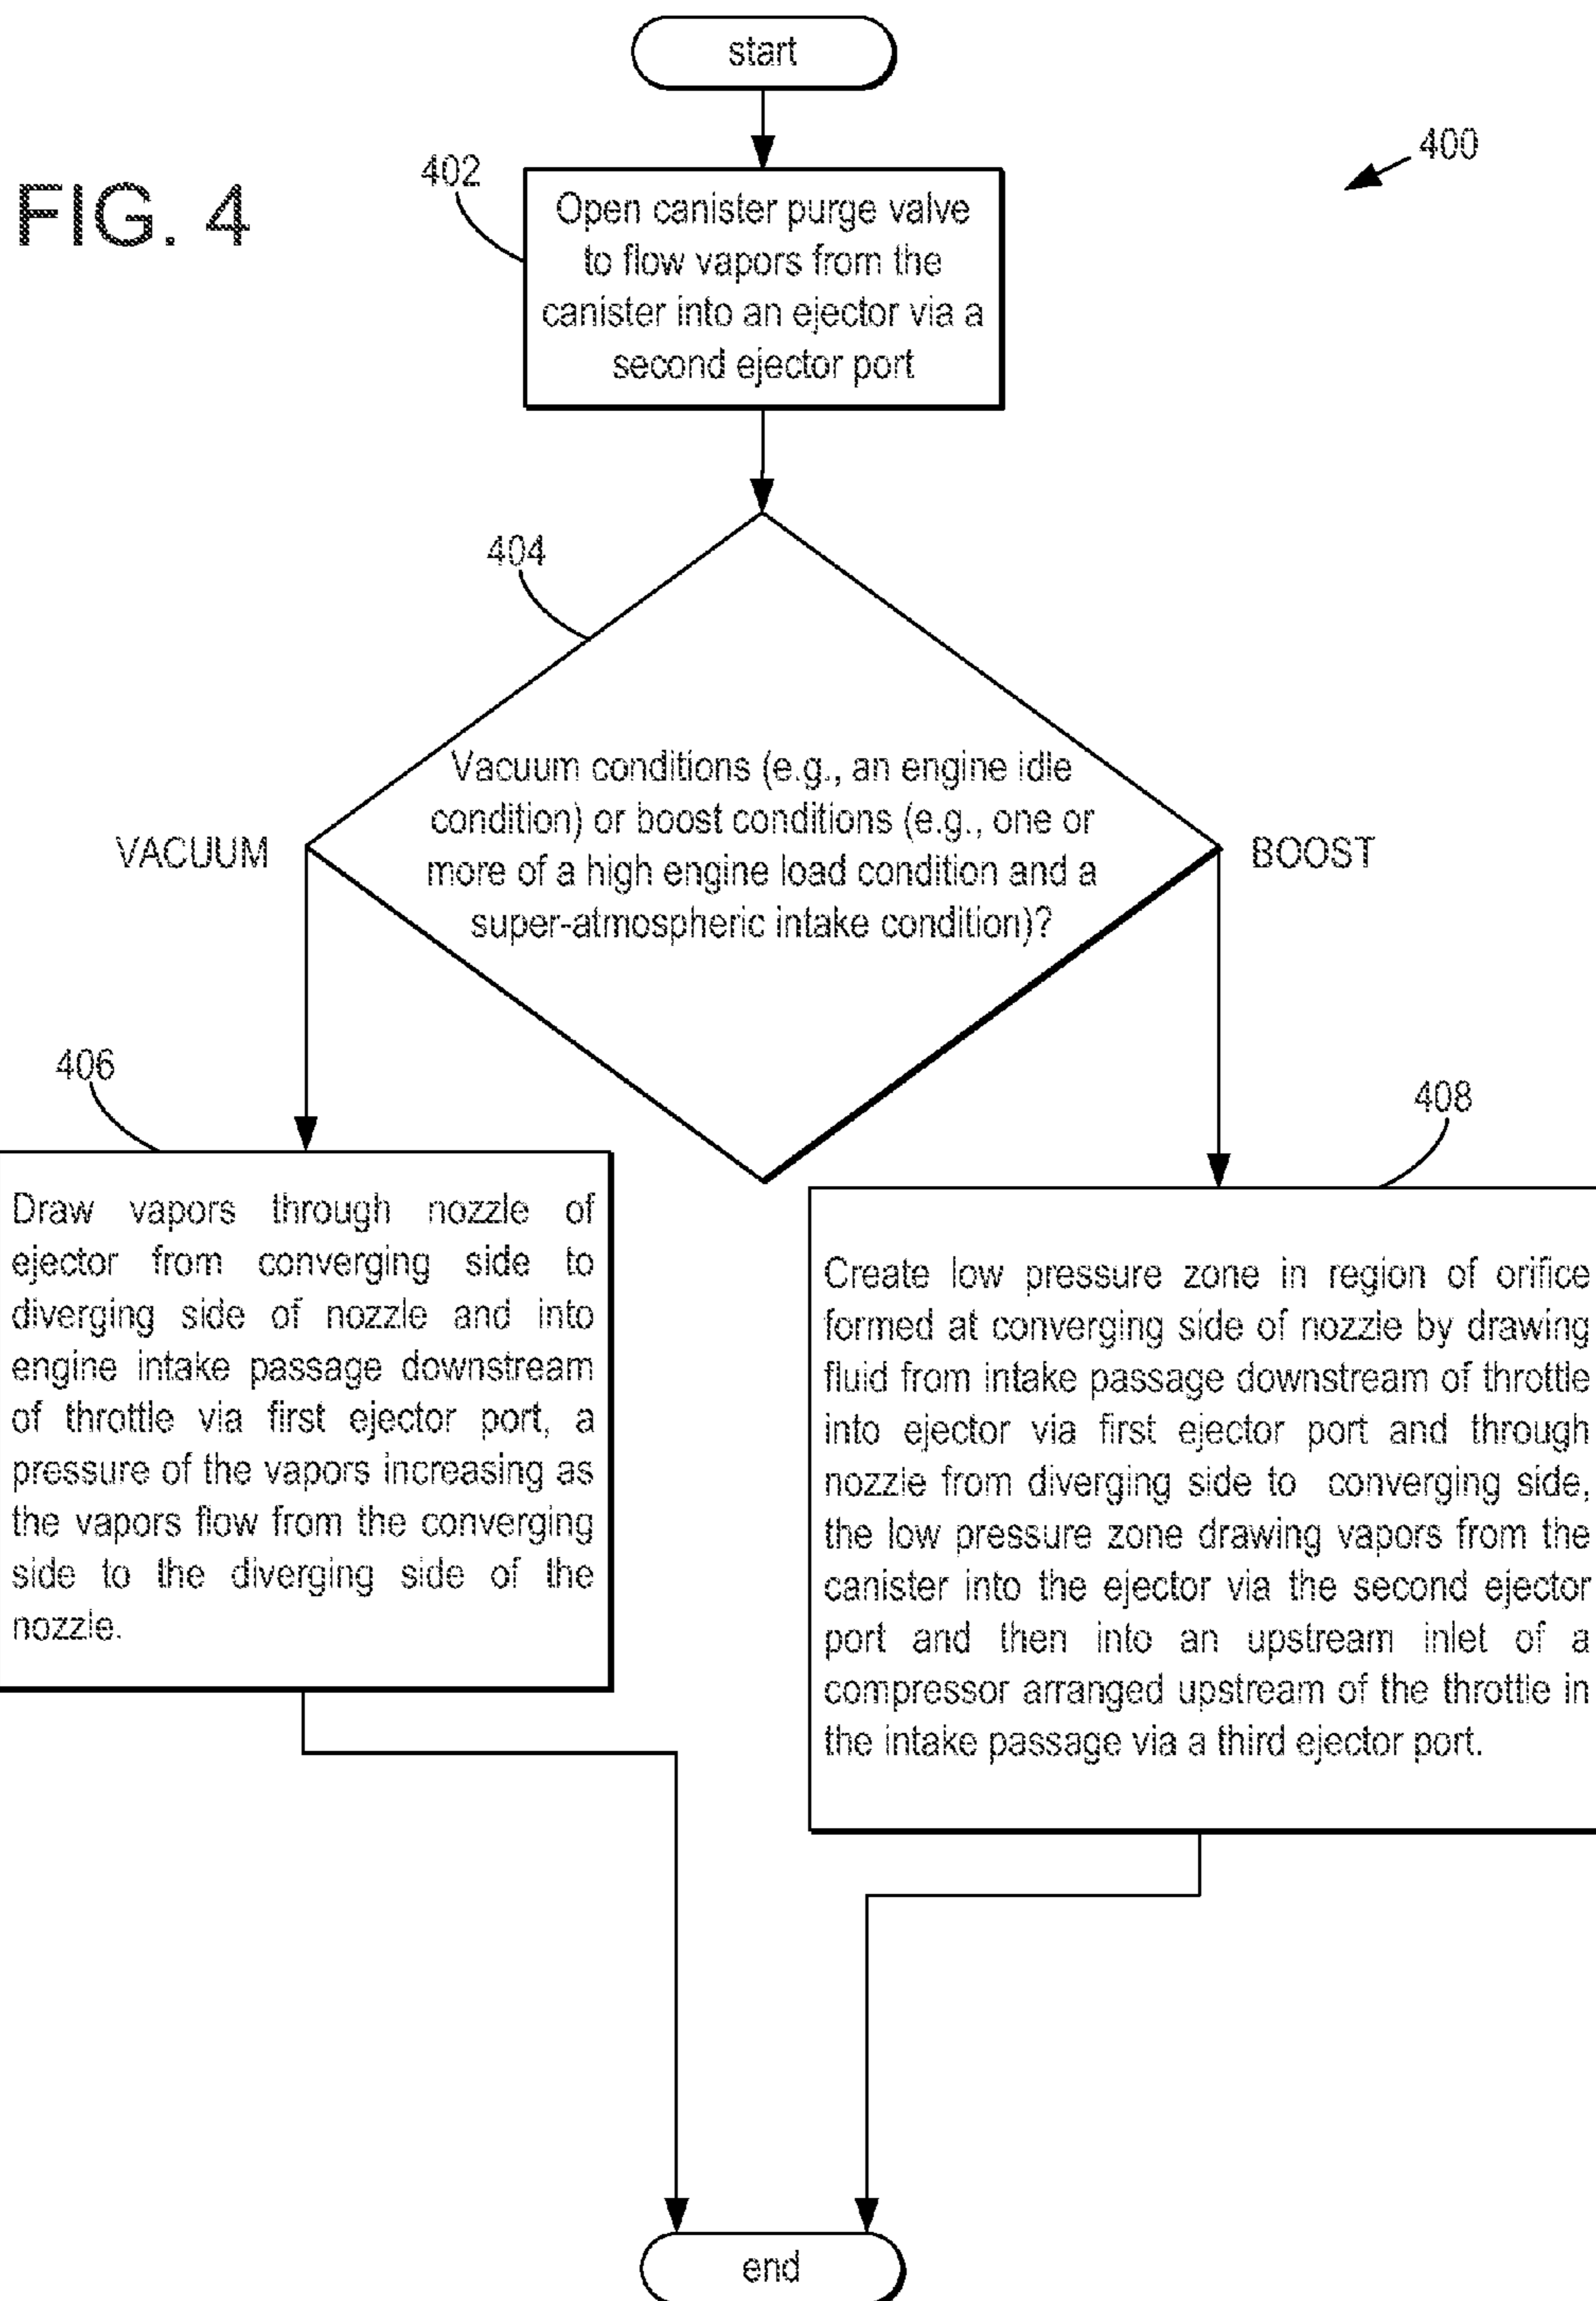 start
400
402
FIG. 4
Open canister purge valve
to flow vapors from the
canister into an ejector via a
second ejector port
404
Vacuum conditions (e.g., an engine idle
condition) or boost conditions (e.g., one or
more of a high engine load condition and a
super-atmospheric intake condition)?
VACUUM
BOOST
406
Draw vapors through nozzle of
ejector from converging side to
diverging side of nozzle and into
engine intake passage downstream
of throttle via first ejector port, a
pressure of the vapors increasing as
the vapors flow from the converging
side to the diverging side of the
nozzle.
408
Create low pressure zone in region of orifice
formed at converging side of nozzle by drawing
fluid from intake passage downstream of throttle
into ejector via first ejector port and through
nozzle from diverging side to converging side,
the low pressure zone drawing vapors from the
canister into the ejector via the second ejector
port and then into an upstream inlet of a
compressor arranged upstream of the throttle in
the intake passage via a third ejector port.
end